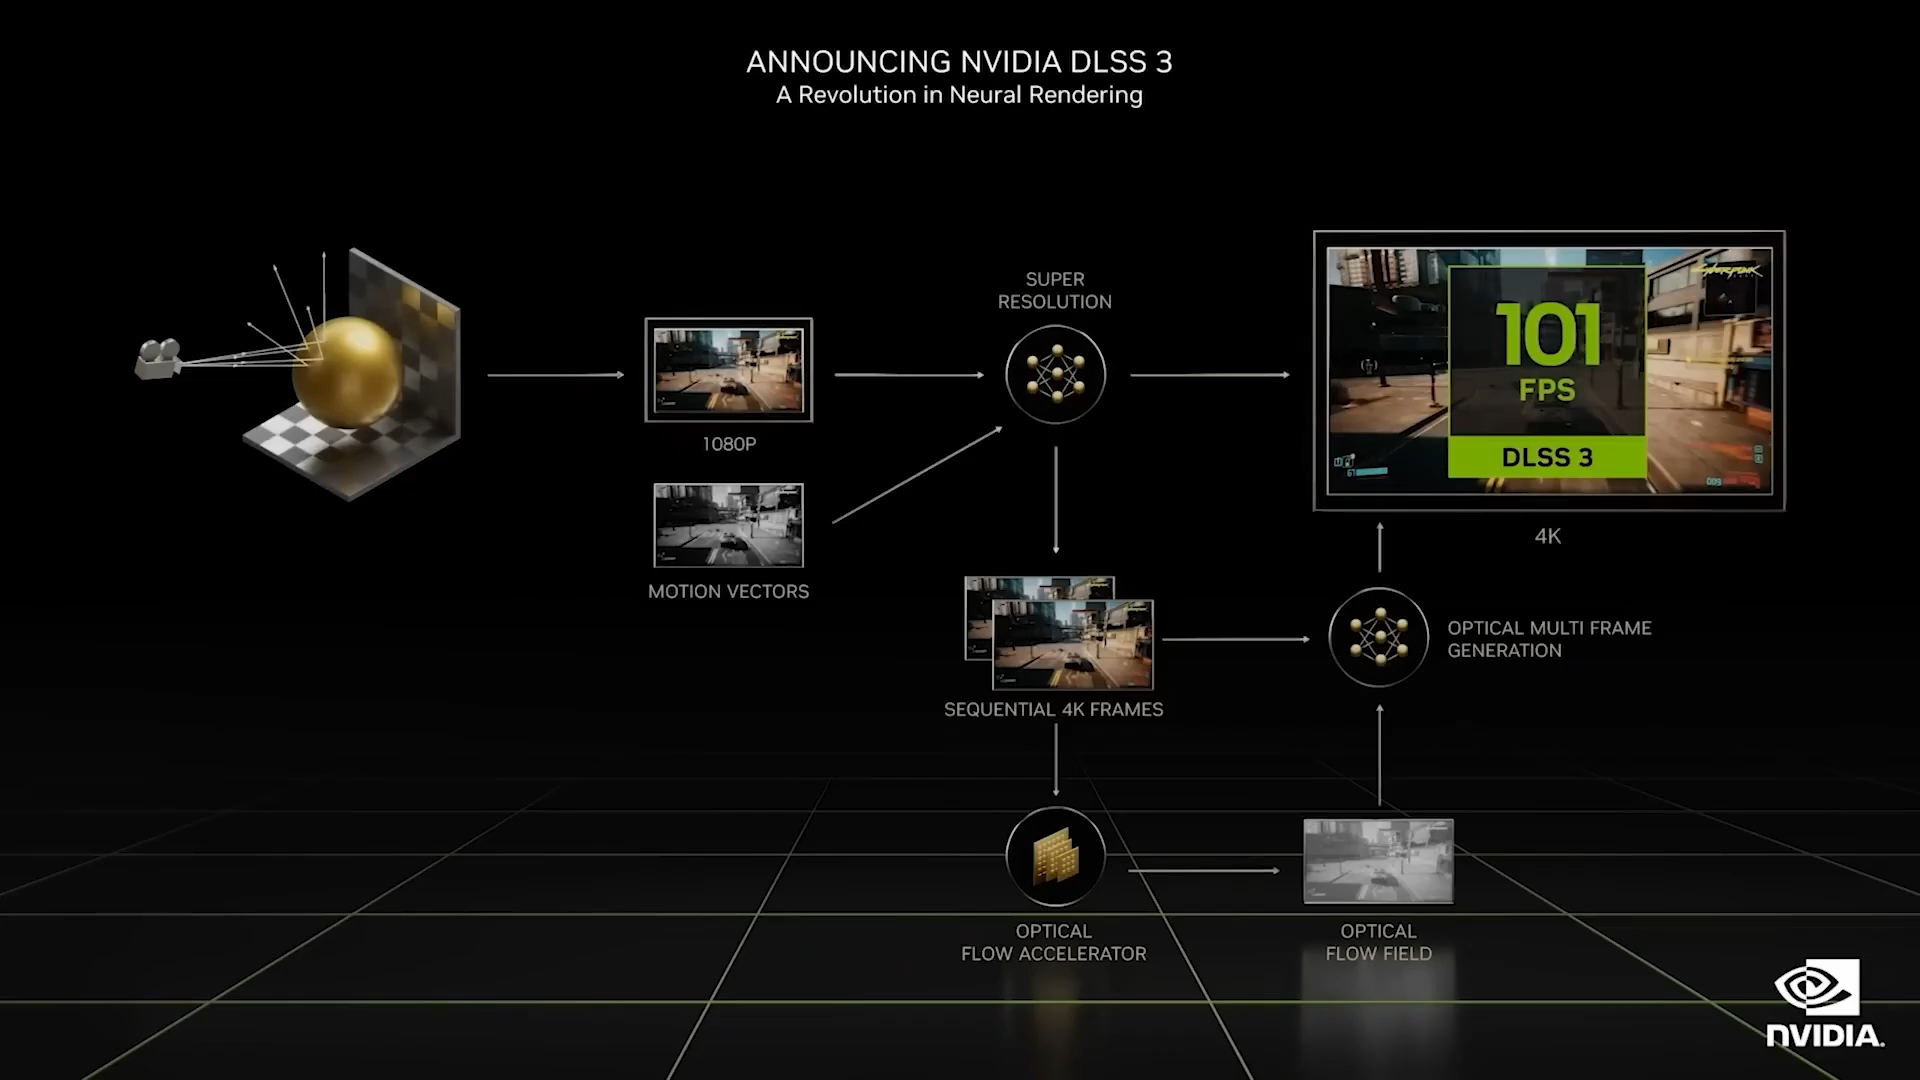 ANNOUNCING NVIDIA DLSS 3
A Revolution in Neural Rendering
SUPER
RESOLUTION
1080P
MOTION VECTORS
CYBERPUNK
101
FPS
DLSS 3
4K
SEQUENTIAL 4K FRAMES
OPTICAL MULTI FRAME
GENERATION
OPTICAL
FLOW ACCELERATOR
OPTICAL
FLOW FIELD
NVIDIA.